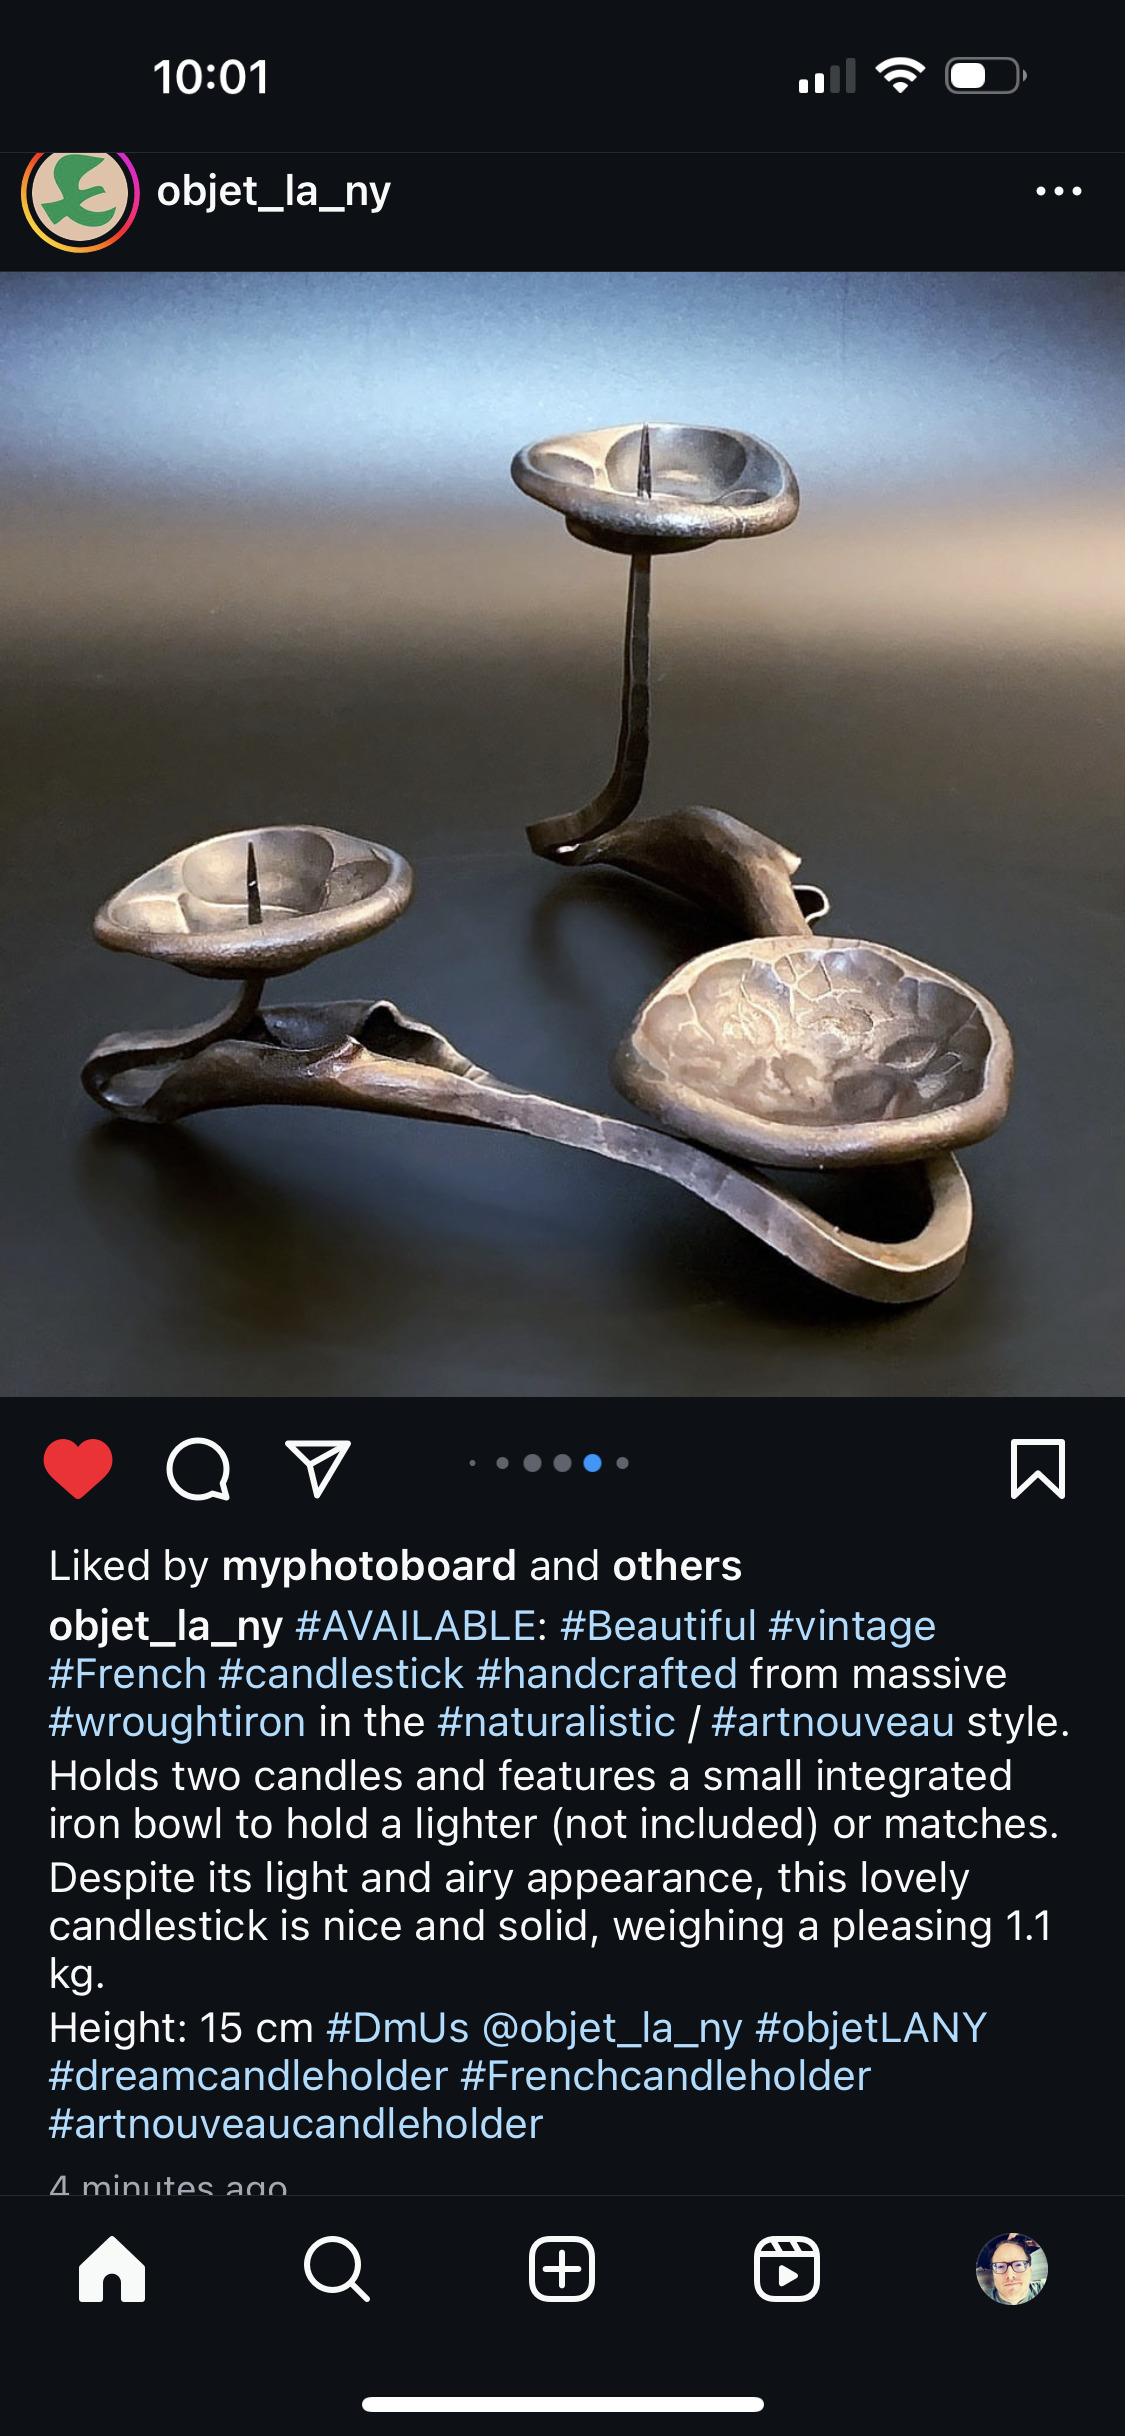 10:01
objet_la_ny
Liked by myphotoboard and others
objet_la_ny #AVAILABLE: #Beautiful #vintage
#French #candlestick #handcrafted from massive
#wroughtiron in the #naturalistic / #artnouveau style.
Holds two candles and features a small integrated
iron bowl to hold a lighter (not included) or matches.
Despite its light and airy appearance, this lovely
candlestick is nice and solid, weighing a pleasing 1.1
kg.
Height: 15 cm #DmUs @objet_la_ny #objetLANY
#dreamcandleholder #Frenchcandleholder
#artnouveaucandleholder
4 minutes ago